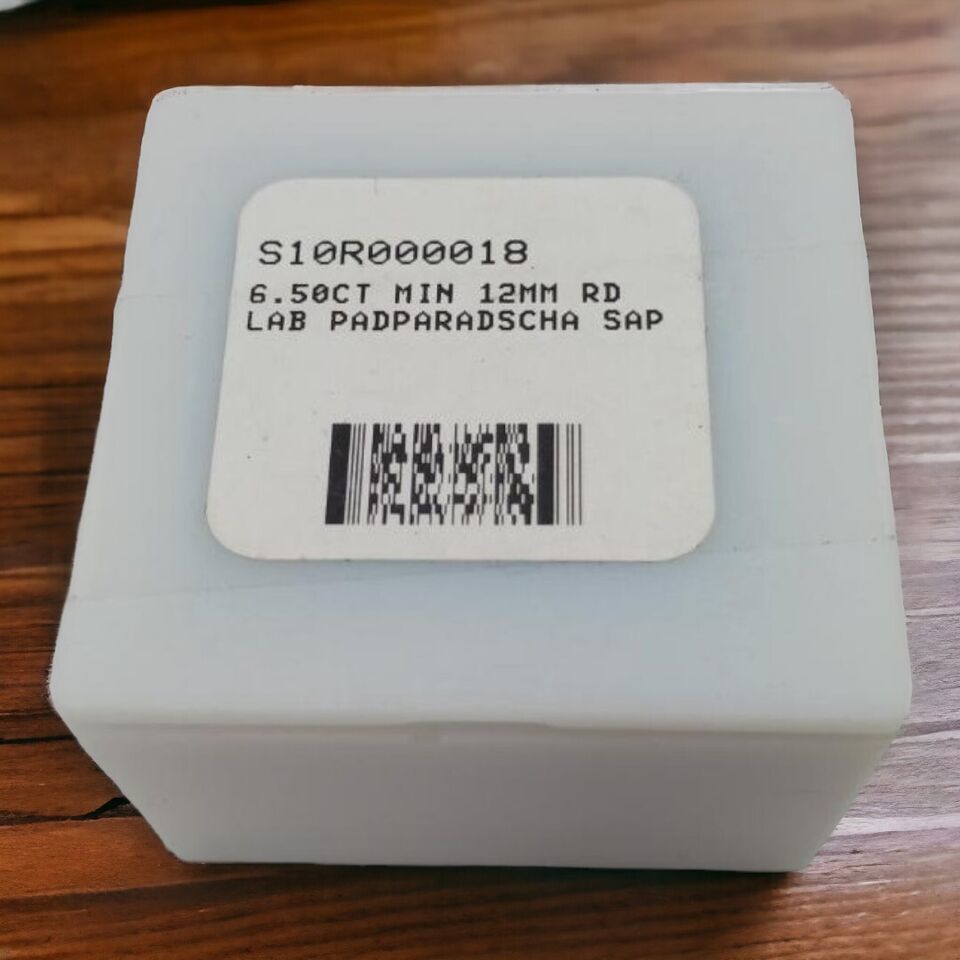 S10R000018
6.50CT MIN 12MM RD
LAB PADPARADSCHA SAP